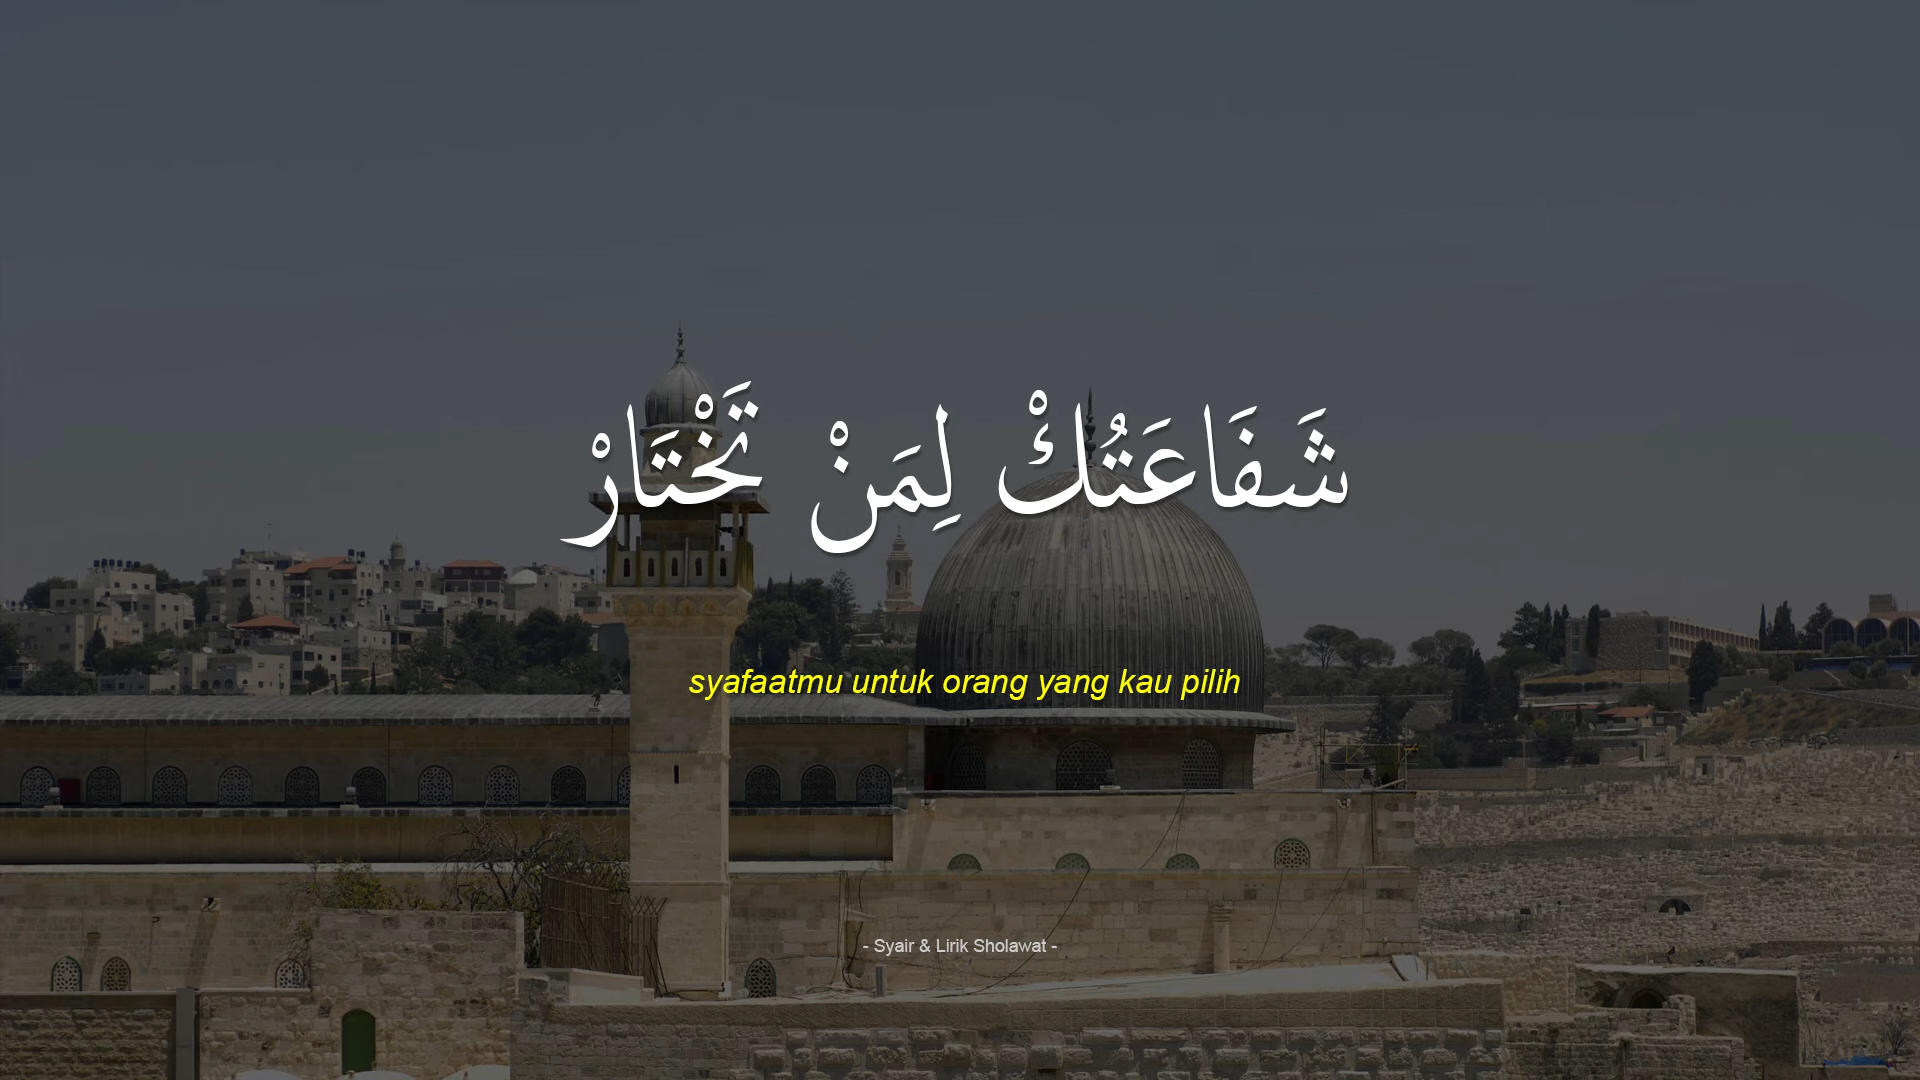 شَفَاعَتُكْ لِمَنْ تَخْتَارْ
syafaatmu untuk orang yang kau pilih
- Syair & Lirik Sholawat -